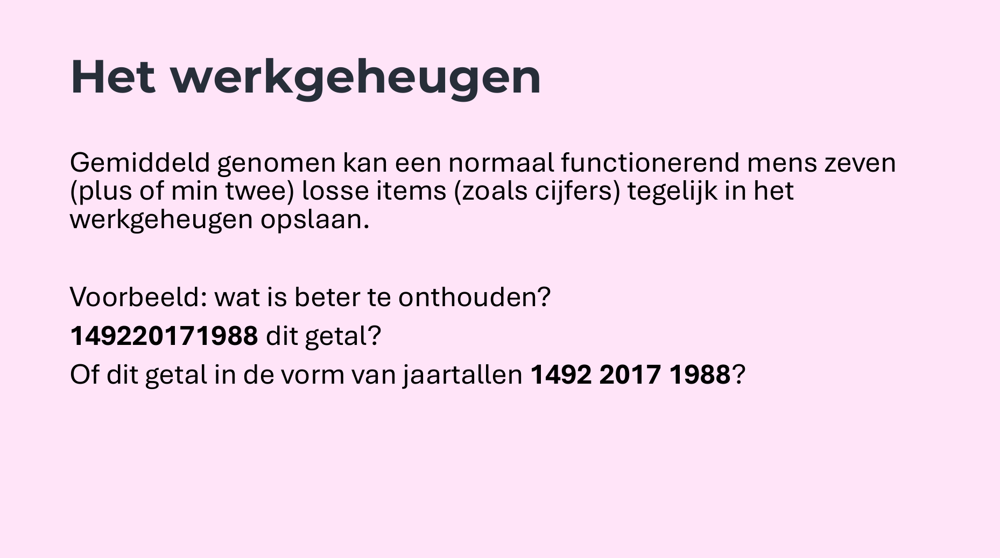 Het werkgeheugen
Gemiddeld genomen kan een normaal functionerend mens zeven
(plus of min twee) losse items (zoals cijfers) tegelijk in het
werkgeheugen opslaan.
Voorbeeld: wat is beter te onthouden?
149220171988 dit getal?
Of dit getal in de vorm van jaartallen 1492 2017 1988?